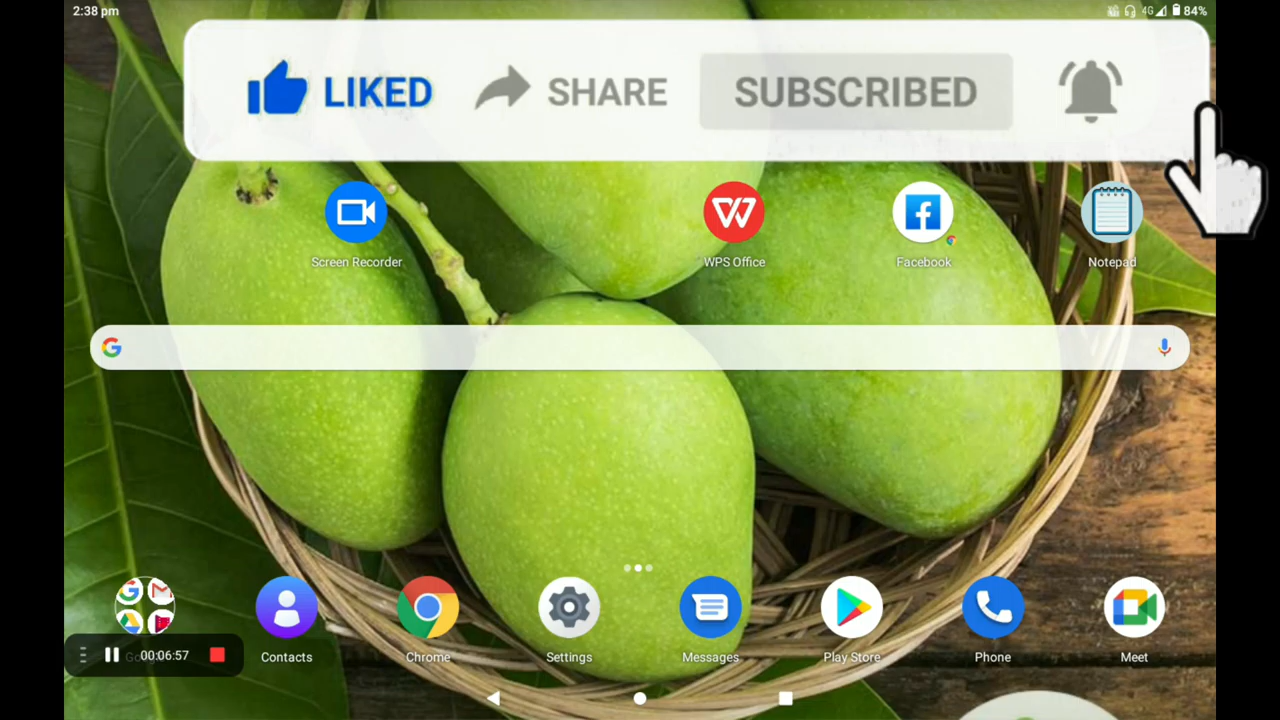 2:38 pm
4G 84%
LIKED SHARE SUBSCRIBED
Screen Recorder WPS Office Facebook Notepad
00:06:57
Contacts Chrome Settings Messages Play Store Phone Meet